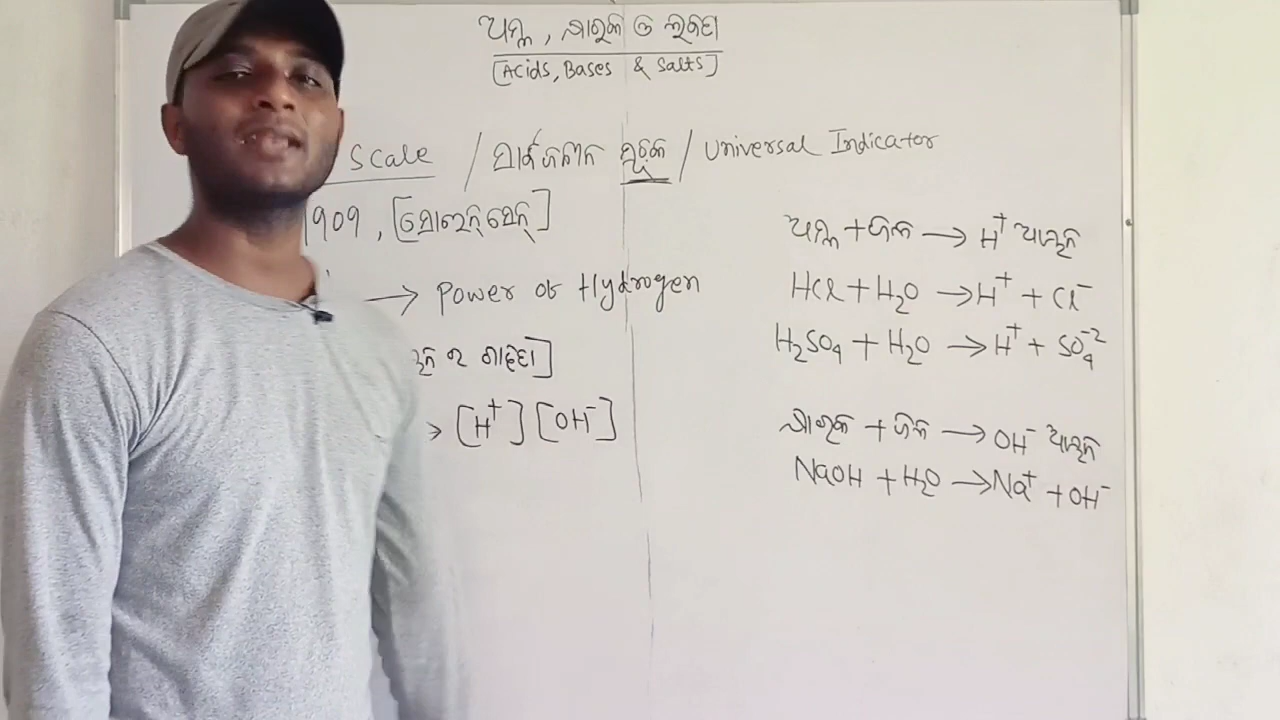 ଅମ୍ଳ, କ୍ଷାରକ ଓ ଲବଣ
[Acids, Bases & Salts]
Scale / ସାର୍ବଜନୀନ ସୂଚକ / Universal Indicator
1909, [ସୋରେନ୍ ସେନ୍]
→ Power of Hydrogen
ର ଗାଢ଼ତା]
→ [H⁺] [OH⁻]
ଅମ୍ଳ + ଜଳ → H⁺ ଆୟନ
HCl + H₂O → H⁺ + Cl⁻
H₂SO₄ + H₂O → H⁺ + SO₄⁻²
କ୍ଷାରକ + ଜଳ → OH⁻ ଆୟନ
NaOH + H₂O → Na⁺ + OH⁻